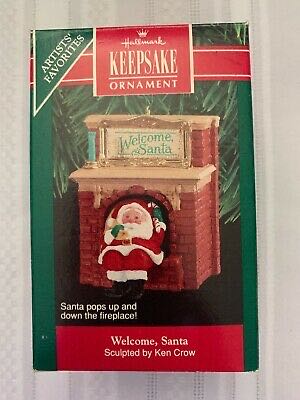 ARTISTS'
FAVORITES
Hallmark
KEEPSAKE
ORNAMENT
Welcome,
Santa
Santa pops up and
down the fireplace!
Welcome, Santa
Sculpted by Ken Crow